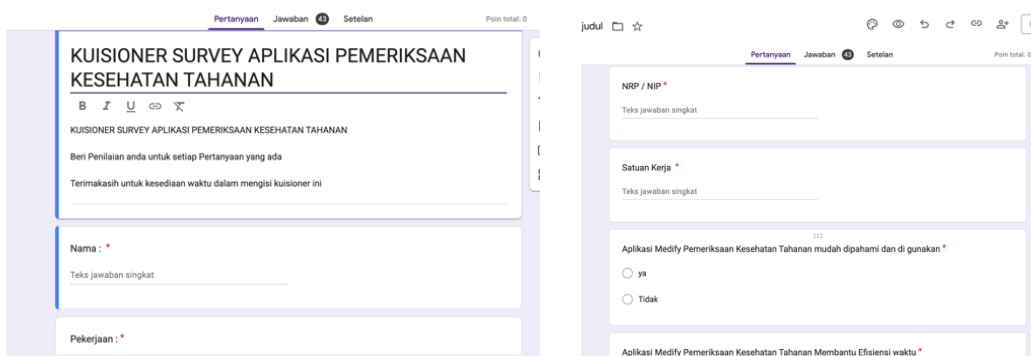 Pertanyaan Jawaban 43 Setelan Poin total: 0
KUISIONER SURVEY APLIKASI PEMERIKSAAN
KESEHATAN TAHANAN
B I U
KUISIONER SURVEY APLIKASI PEMERIKSAAN KESEHATAN TAHANAN
Beri Penilaian anda untuk setiap Pertanyaan yang ada
Terimakasih untuk kesediaan waktu dalam mengisi kuisioner ini
Nama : *
Teks jawaban singkat
Pekerjaan : *
judul
Pertanyaan Jawaban 43 Setelan Poin total: 0
NRP / NIP *
Teks jawaban singkat
Satuan Kerja *
Teks jawaban singkat
Aplikasi Medify Pemeriksaan Kesehatan Tahanan mudah dipahami dan di gunakan *
ya
Tidak
Aplikasi Medify Pemeriksaan Kesehatan Tahanan Membantu Efisiensi waktu *